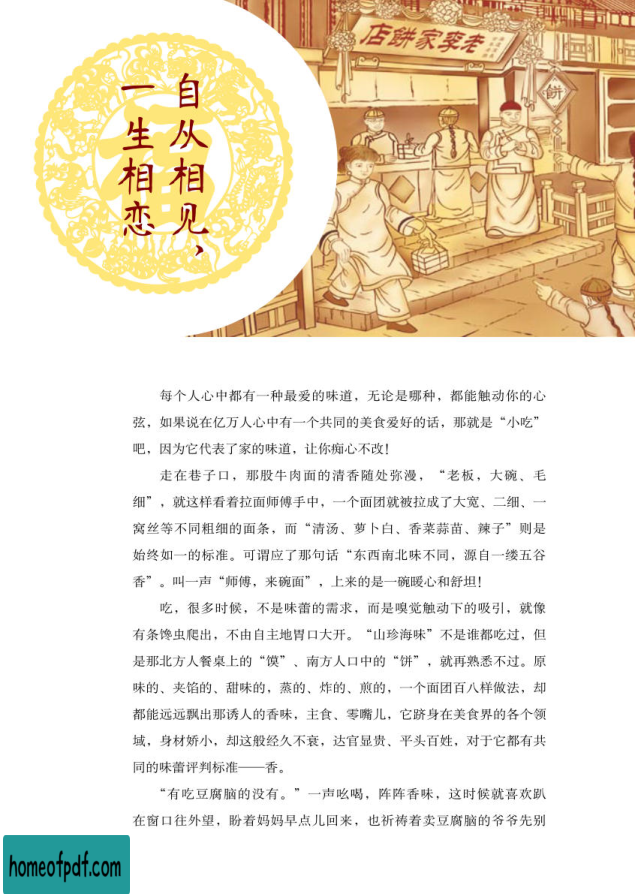 自从相见、
一生相恋
老李家饼店
饼
每个人心中都有一种最爱的味道，无论是哪种，都能触动你的心
弦，如果说在亿万人心中有一个共同的美食爱好的话，那就是“小吃”
吧，因为它代表了家的味道，让你痴心不改！
走在巷子口，那股牛肉面的清香随处弥漫，“老板，大碗、毛
细”，就这样看着拉面师傅手中，一个面团就被拉成了大宽、二细、一
窝丝等不同粗细的面条，而“清汤、萝卜白、香菜蒜苗、辣子”则是
始终如一的标准。可谓应了那句话“东西南北味不同，源自一缕五谷
香”。叫一声“师傅，来碗面”，上来的是一碗暖心和舒坦！
吃，很多时候，不是味蕾的需求，而是嗅觉触动下的吸引，就像
有条馋虫爬出，不由自主地胃口大开。“山珍海味”不是谁都吃过，但
是那北方人餐桌上的“馍”、南方人口中的“饼”，就再熟悉不过。原
味的、夹馅的、甜味的，蒸的、炸的、煎的，一个面团百八样做法，却
都能远远飘出那诱人的香味，主食、零嘴儿，它跻身在美食界的各个领
域，身材娇小，却这般经久不衰，达官显贵、平头百姓，对于它都有共
同的味蕾评判标准——香。
“有吃豆腐脑的没有。”一声吆喝，阵阵香味，这时候就喜欢趴
在窗口往外望，盼着妈妈早点儿回来，也祈祷着卖豆腐脑的爷爷先别
homeofpdf.com